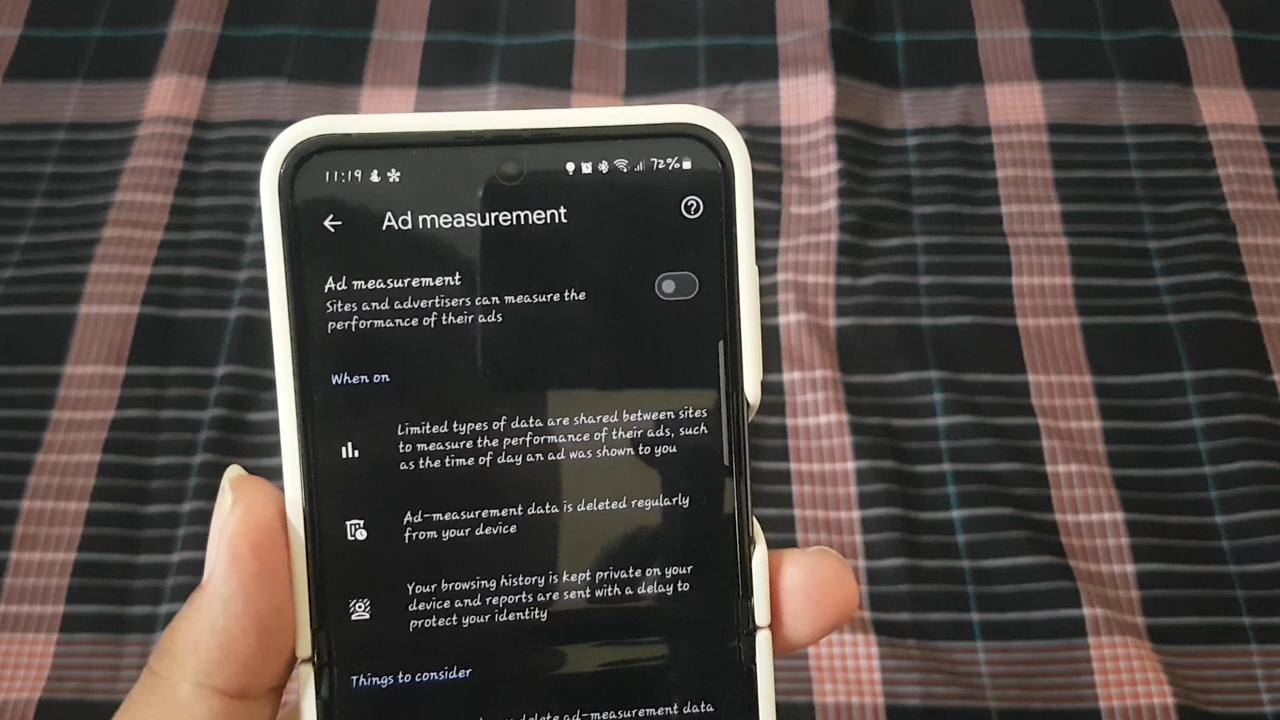 11:19 72%
Ad measurement
Ad measurement
Sites and advertisers can measure the
performance of their ads
When on
Limited types of data are shared between sites
to measure the performance of their ads, such
as the time of day an ad was shown to you
Ad-measurement data is deleted regularly
from your device
Your browsing history is kept private on your
device and reports are sent with a delay to
protect your identity
Things to consider
delete ad-measurement data